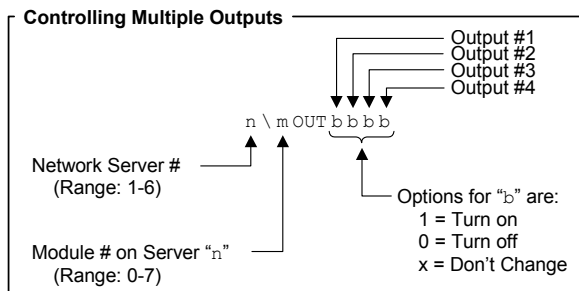 Controlling Multiple Outputs
Output #1
Output #2
Output #3
Output #4
n\mOUTbbbb
Network Server #
(Range: 1-6)
Module # on Server “n”
(Range: 0-7)
Options for “b” are:
1 = Turn on
0 = Turn off
x = Don’t Change